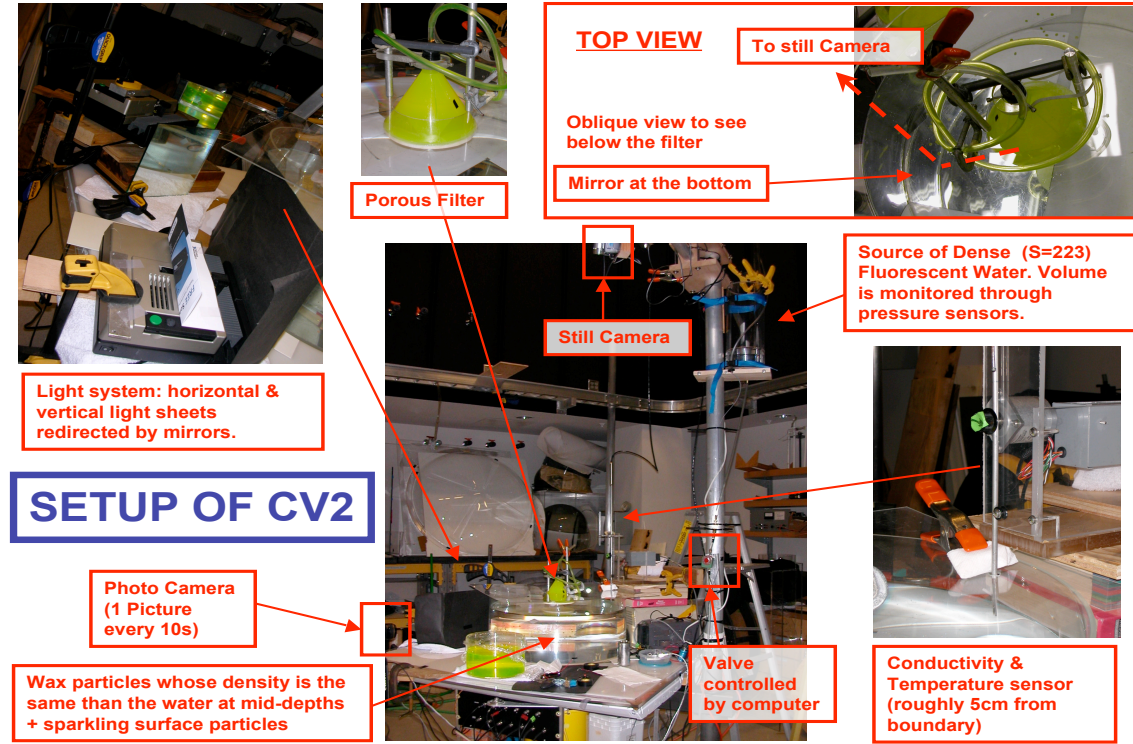 TOP VIEW
To still Camera
Oblique view to see
below the filter
Mirror at the bottom
Porous Filter
Source of Dense (S=223)
Fluorescent Water. Volume
is monitored through
pressure sensors.
Still Camera
Light system: horizontal &
vertical light sheets
redirected by mirrors.
SETUP OF CV2
Photo Camera
(1 Picture
every 10s)
Wax particles whose density is the
same than the water at mid-depths
+ sparkling surface particles
Valve
controlled
by computer
Conductivity &
Temperature sensor
(roughly 5cm from
boundary)